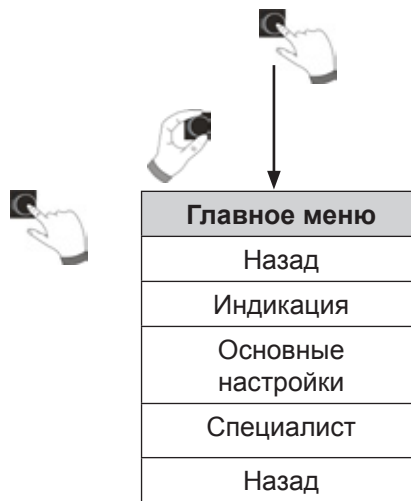 Главное меню
Назад
Индикация
Основные
настройки
Специалист
Назад